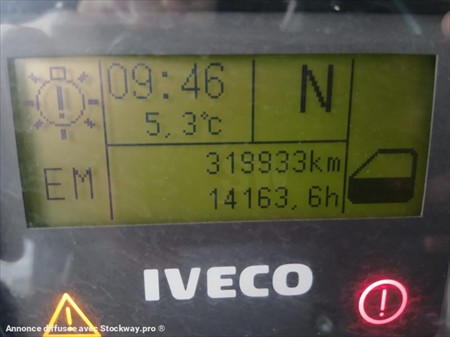 09:46
N
5,3°c
EM
319933km
14163,6h
IVECO
Annonce diffusée avec Stockway.pro ®